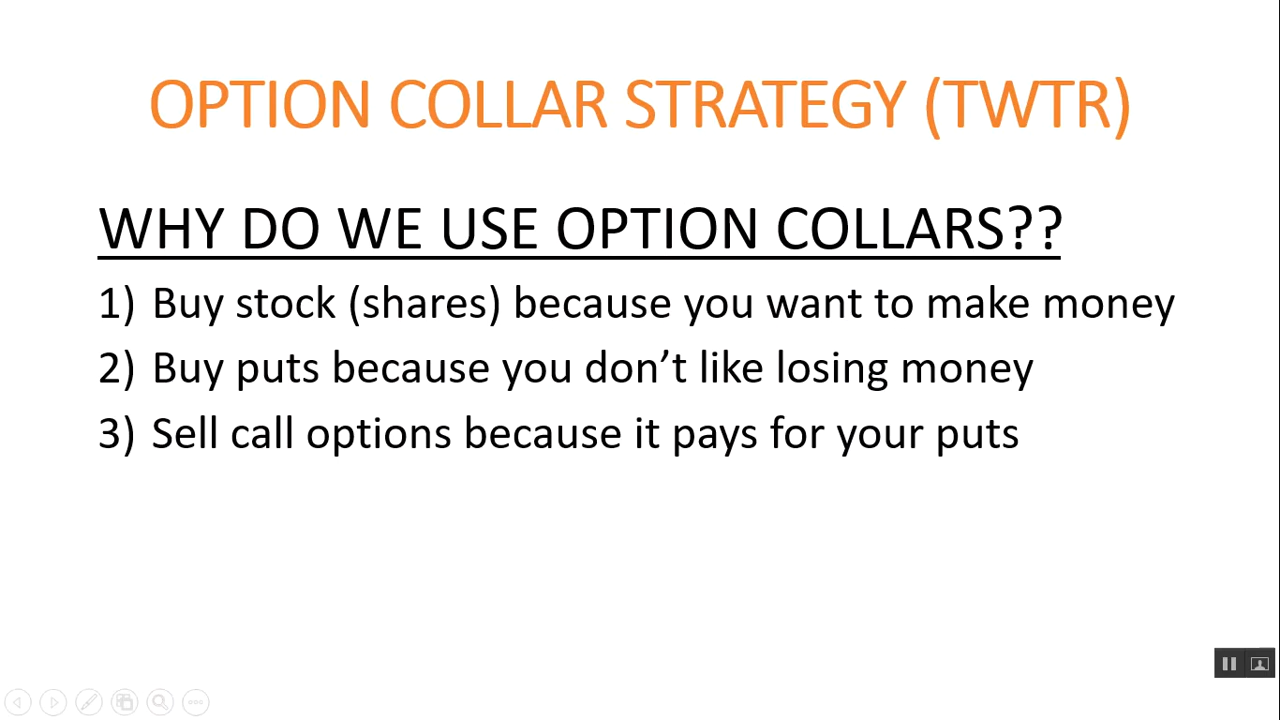 OPTION COLLAR STRATEGY (TWTR)
WHY DO WE USE OPTION COLLARS??
1) Buy stock (shares) because you want to make money
2) Buy puts because you don’t like losing money
3) Sell call options because it pays for your puts